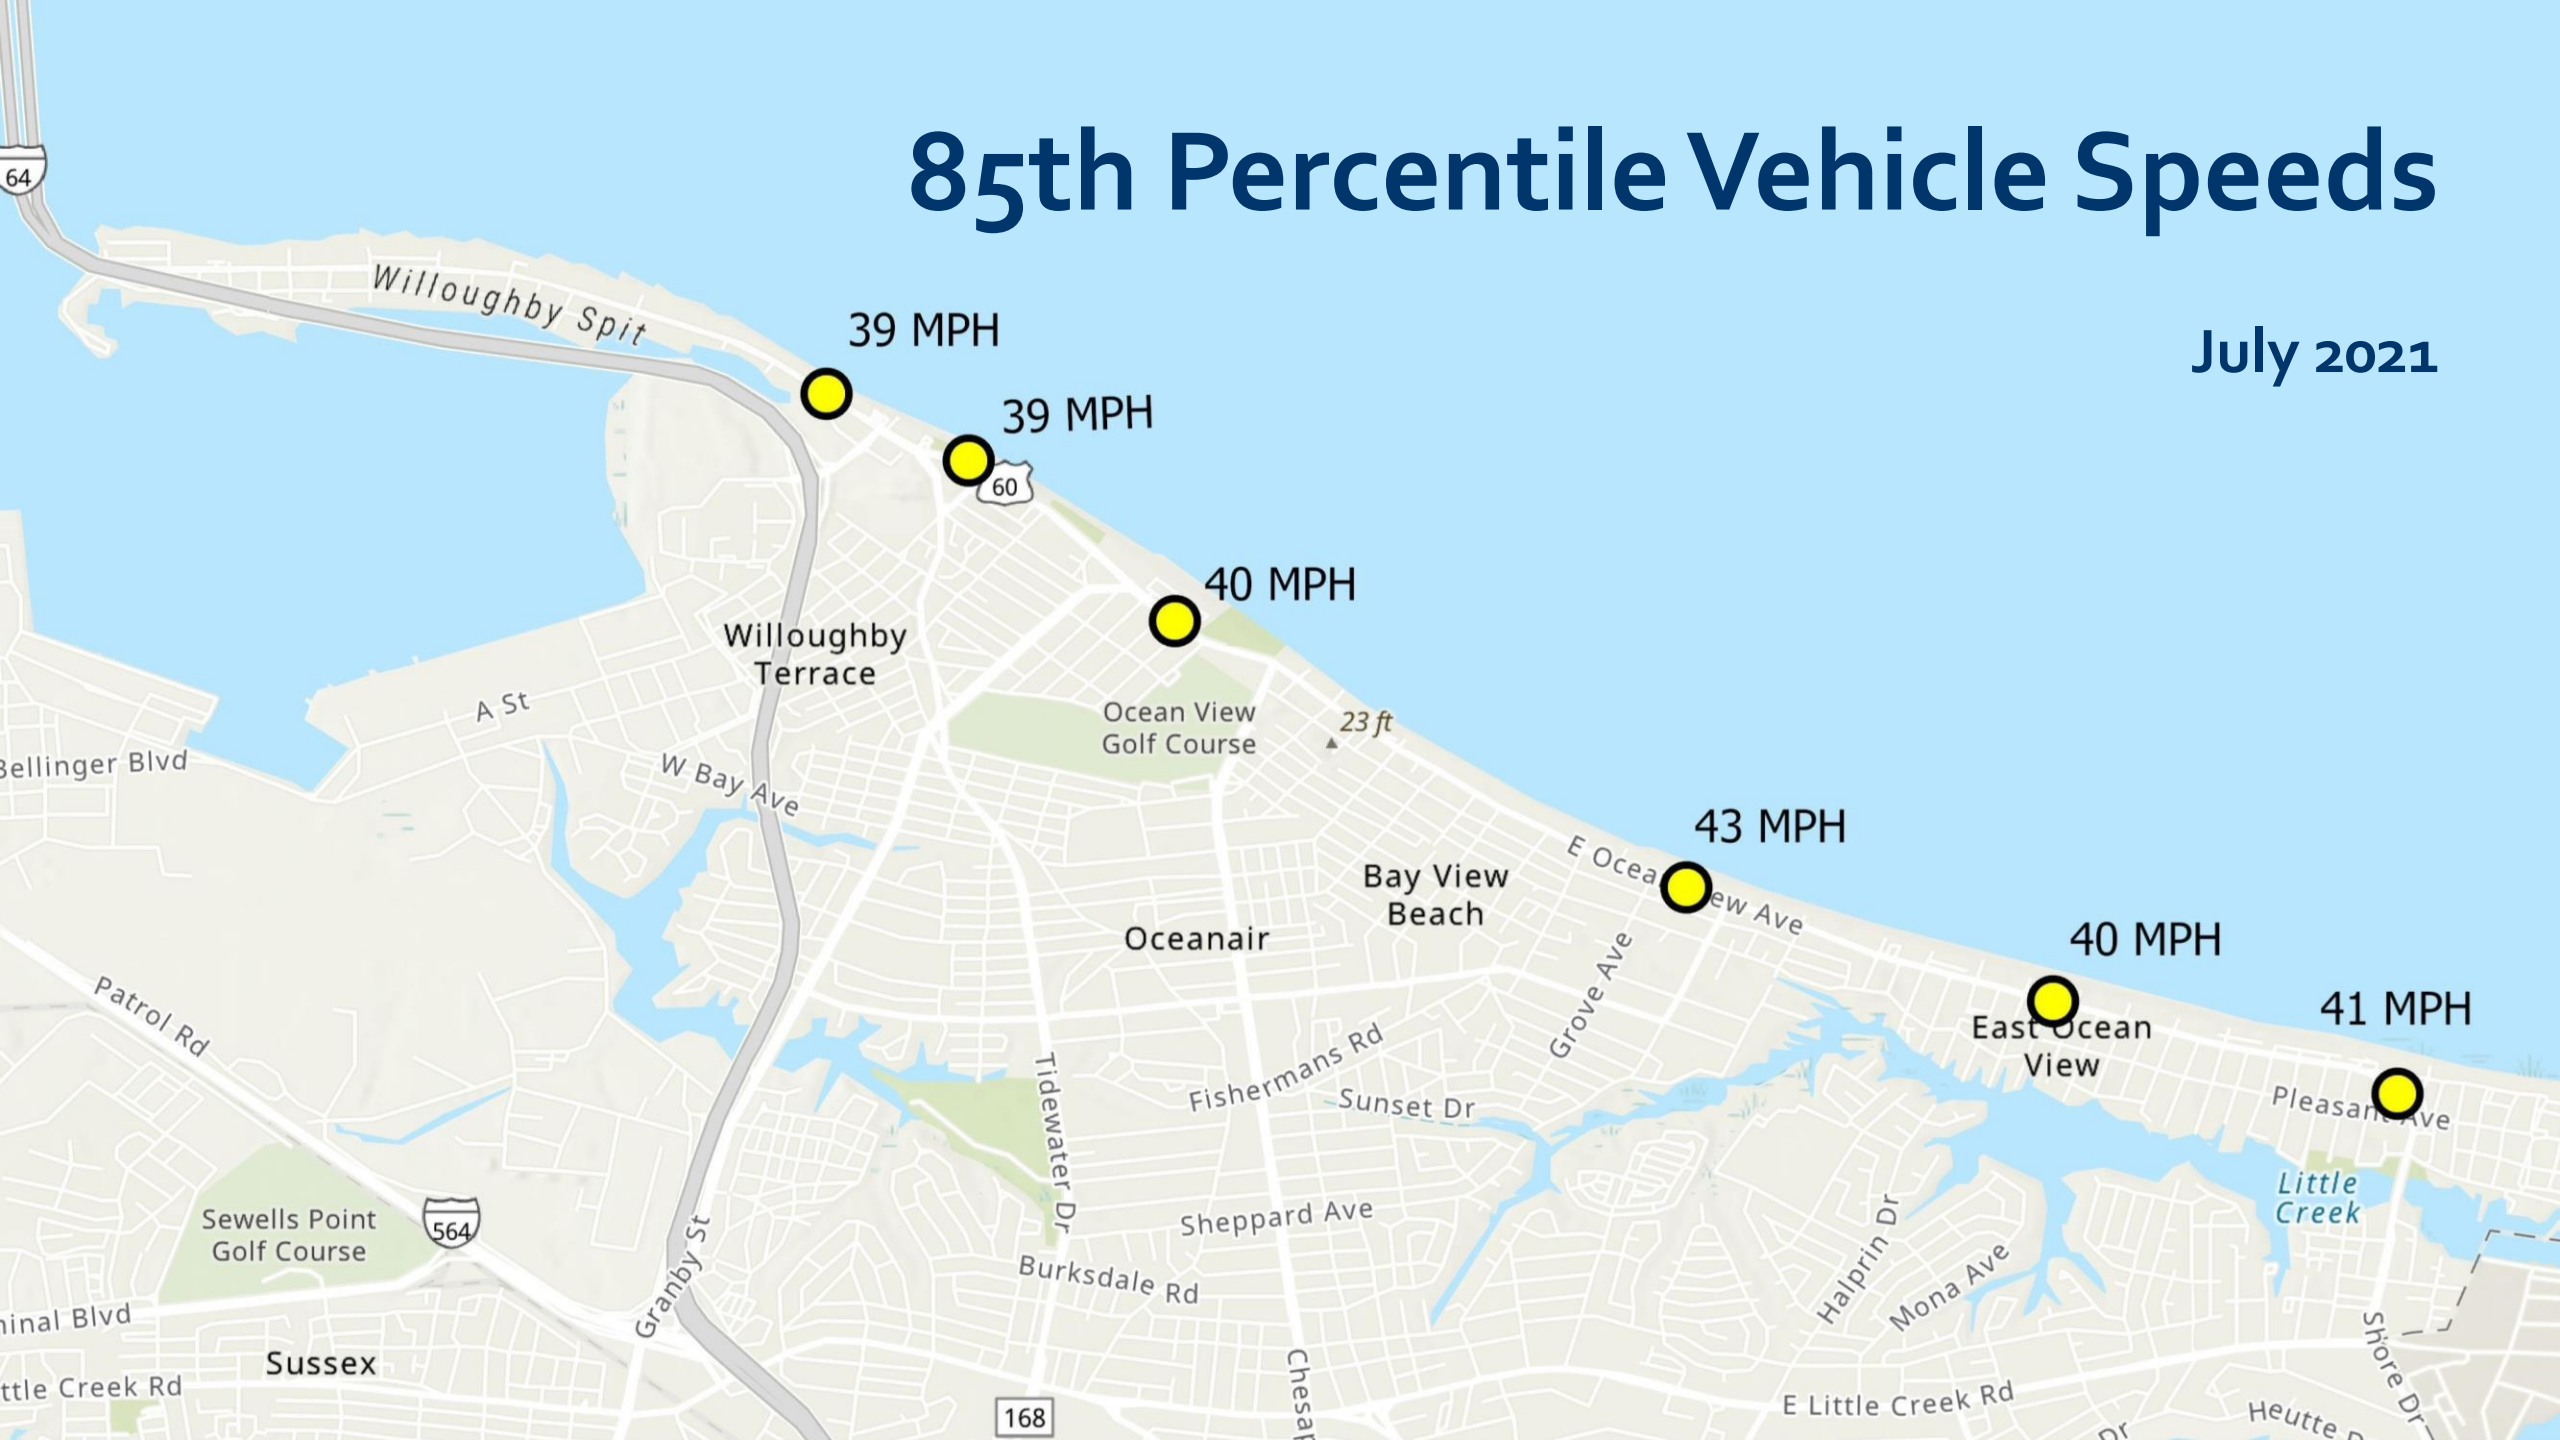 85th Percentile Vehicle Speeds
64
July 2021
Willoughby Spit
39 MPH
39 MPH
60
40 MPH
Willoughby
Terrace
A St
Ocean View
Golf Course
23 ft
Bellinger Blvd
W Bay Ave
43 MPH
E Ocea
ew Ave
Bay View
Beach
Oceanair
Grove Ave
40 MPH
East Ocean
View
41 MPH
Pleasant Ave
Patrol Rd
Fishermans Rd
Sunset Dr
Tidewater Dr
Little
Creek
Sewells Point
Golf Course
564
Sheppard Ave
Granby St
Burksdale Rd
Halprin Dr
Mona Ave
inal Blvd
Sussex
ttle Creek Rd
168
Chesap
E Little Creek Rd
Shore Dr
Heutte
Dr